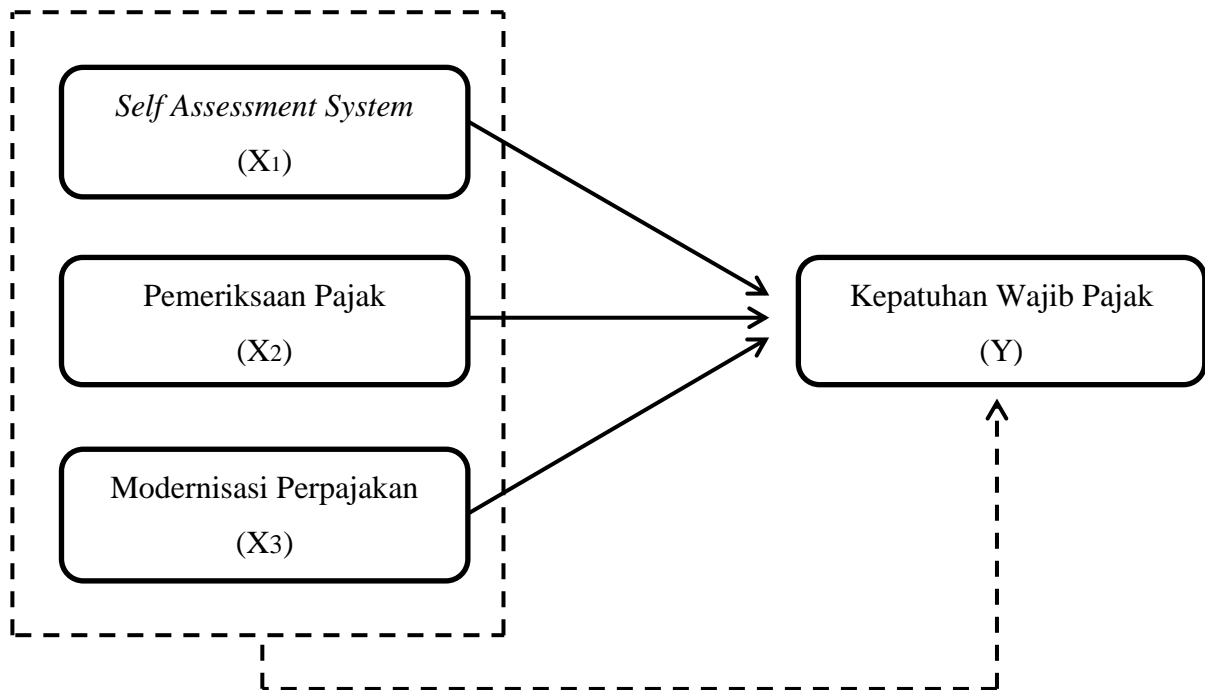 Self Assessment System
(X1)
Pemeriksaan Pajak
(X2)
Modernisasi Perpajakan
(X3)
Kepatuhan Wajib Pajak
(Y)